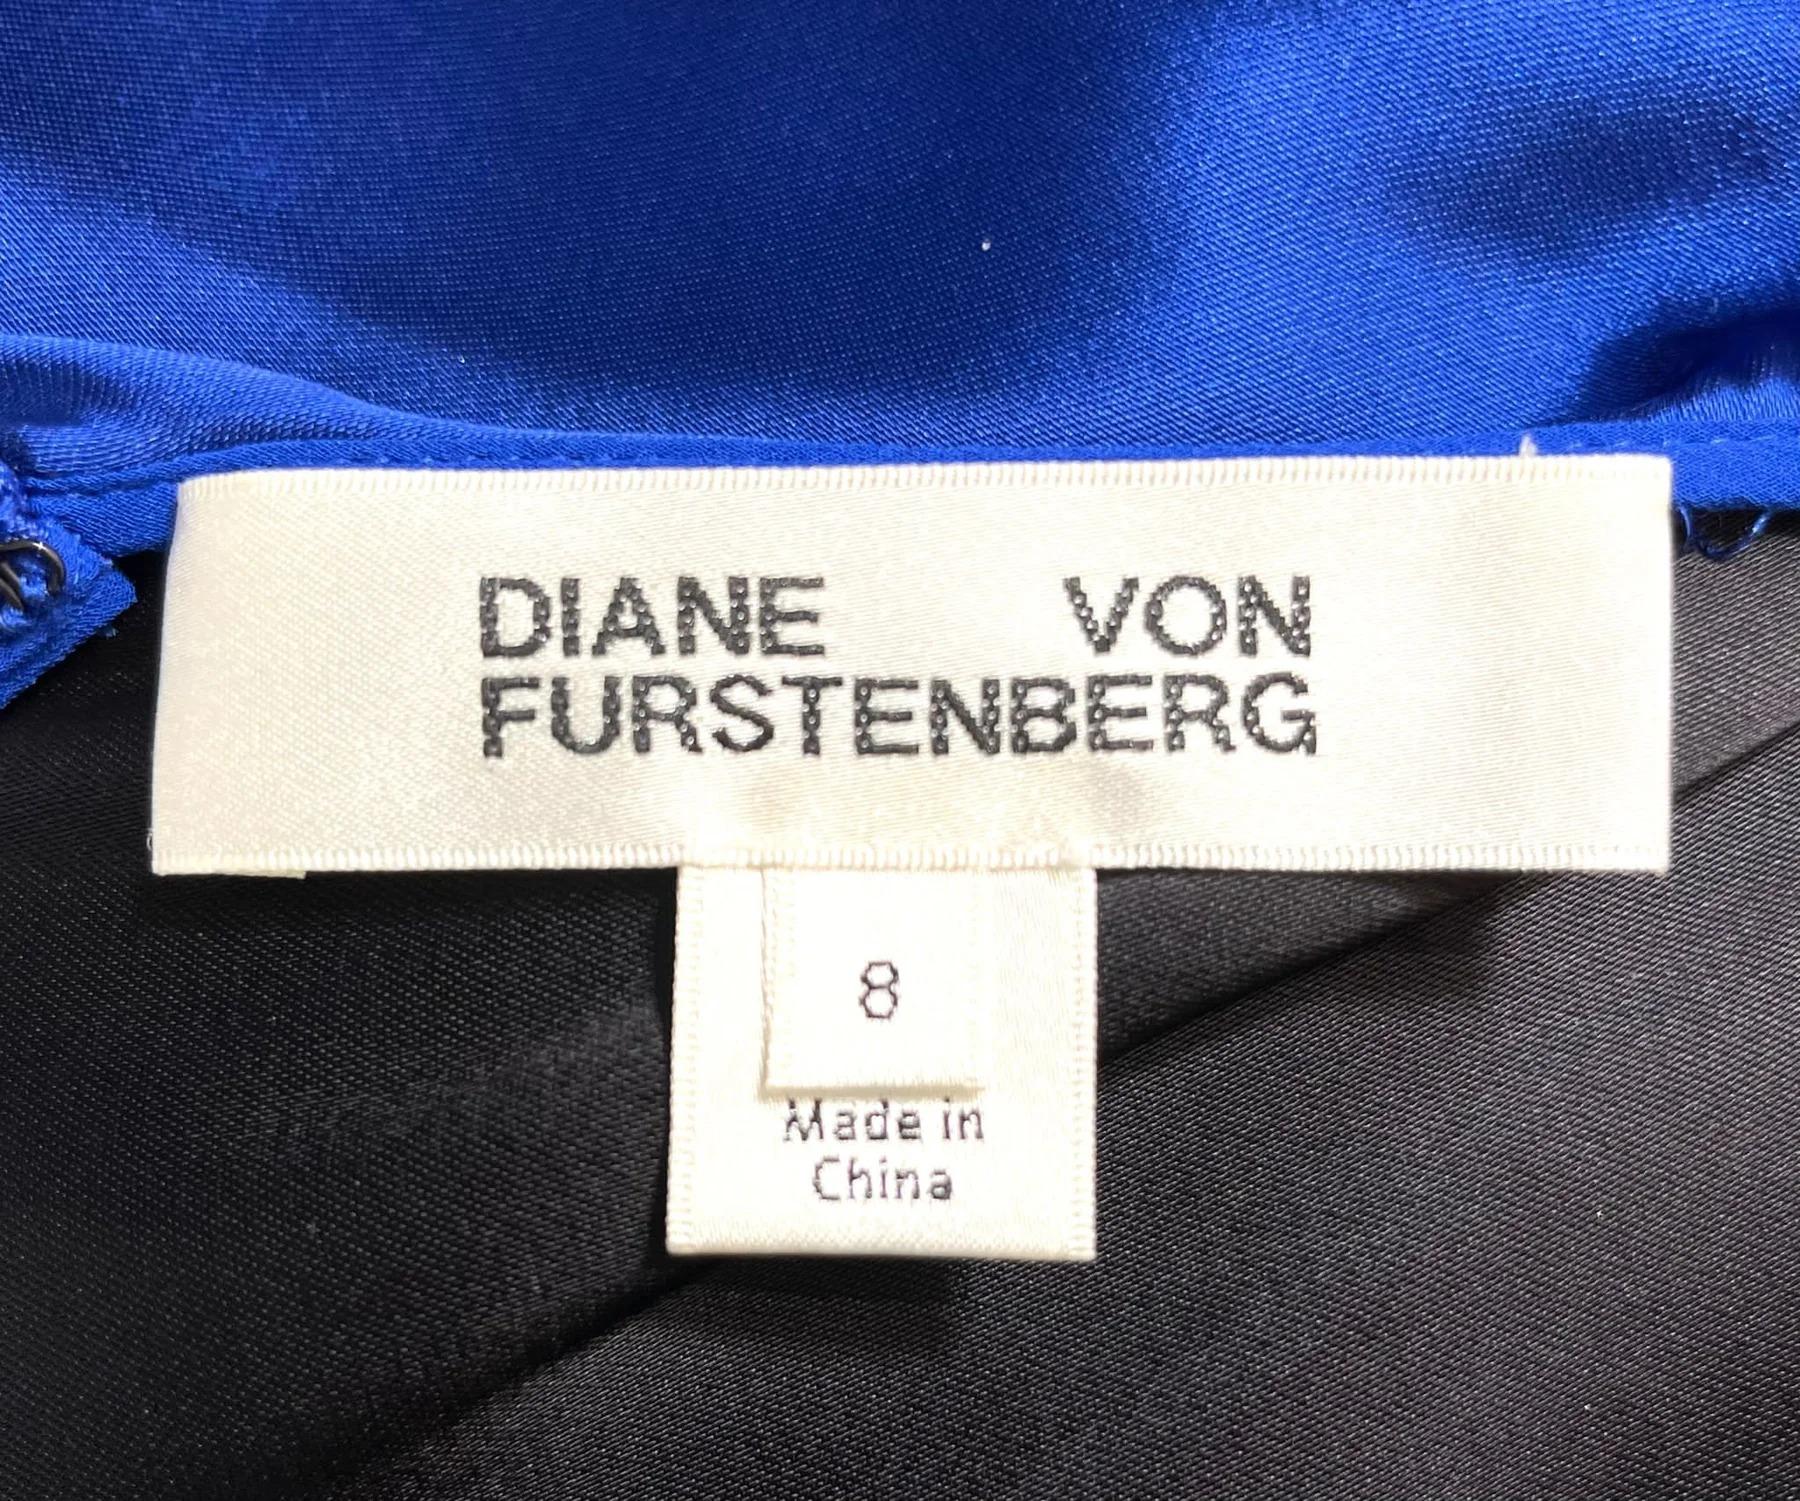 DIANE VON
FURSTENBERG
8
Made in
China